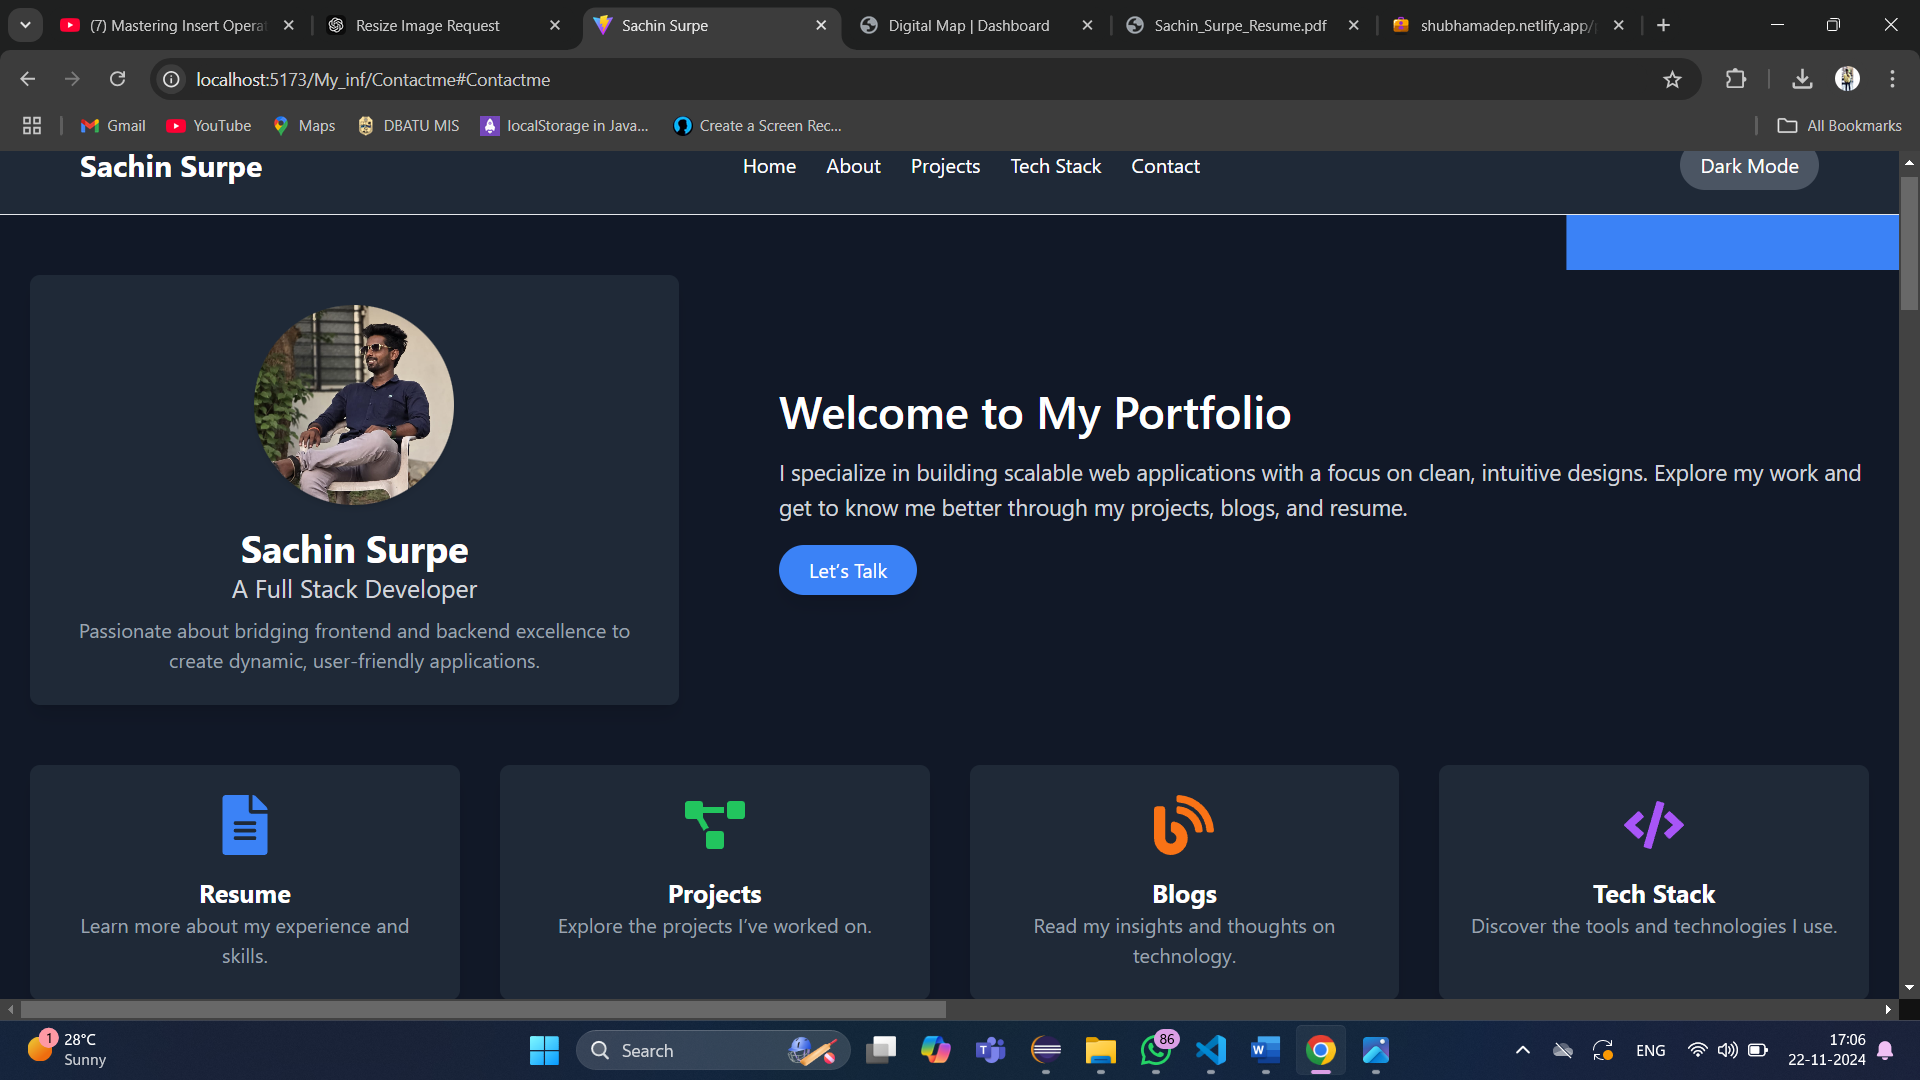 (7) Mastering Insert Operat
Resize Image Request
Sachin Surpe
Digital Map | Dashboard
Sachin_Surpe_Resume.pdf
shubhamadep.netlify.app/
localhost:5173/My_inf/Contactme#Contactme
Gmail
YouTube
Maps
DBATU MIS
localStorage in Java...
Create a Screen Rec...
All Bookmarks
Sachin Surpe
Home
About
Projects
Tech Stack
Contact
Dark Mode
Welcome to My Portfolio
I specialize in building scalable web applications with a focus on clean, intuitive designs. Explore my work and
get to know me better through my projects, blogs, and resume.
Let’s Talk
Sachin Surpe
A Full Stack Developer
Passionate about bridging frontend and backend excellence to
create dynamic, user-friendly applications.
Resume
Learn more about my experience and
skills.
Projects
Explore the projects I’ve worked on.
Blogs
Read my insights and thoughts on
technology.
Tech Stack
Discover the tools and technologies I use.
1
28°C
Sunny
Search
86
ENG
17:06
22-11-2024